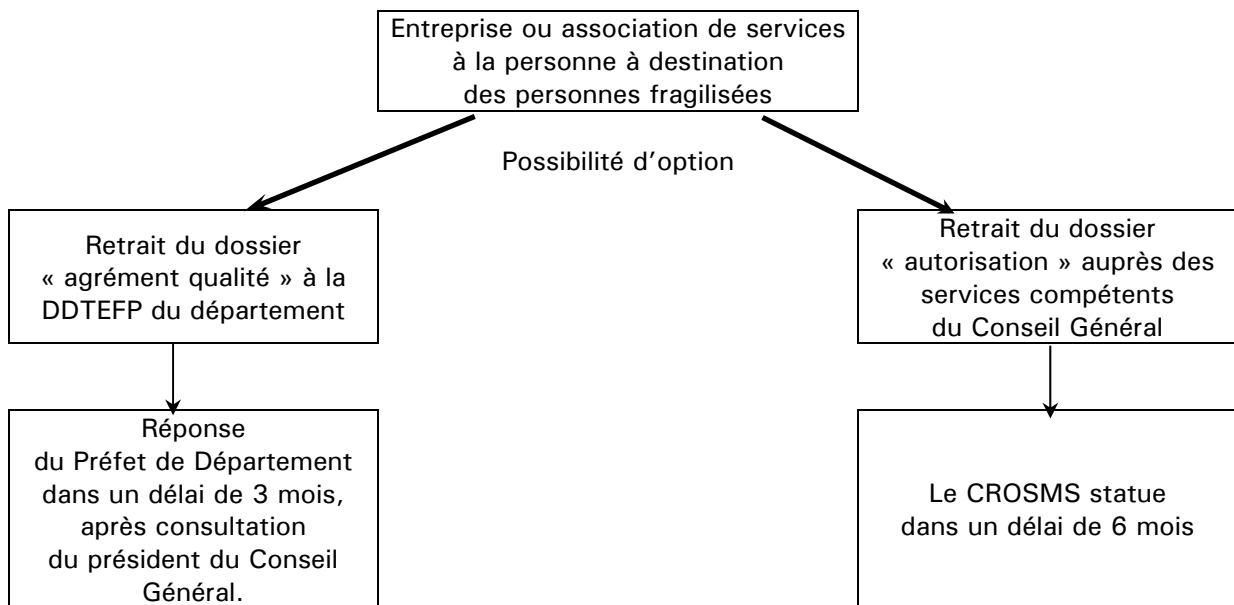 Entreprise ou association de services
à la personne à destination
des personnes fragilisées
Possibilité d’option
Retrait du dossier
« agrément qualité » à la
DDTEFP du département
Retrait du dossier
« autorisation » auprès des
services compétents
du Conseil Général
Réponse
du Préfet de Département
dans un délai de 3 mois,
après consultation
du président du Conseil
Général.
Le CROSMS statue
dans un délai de 6 mois